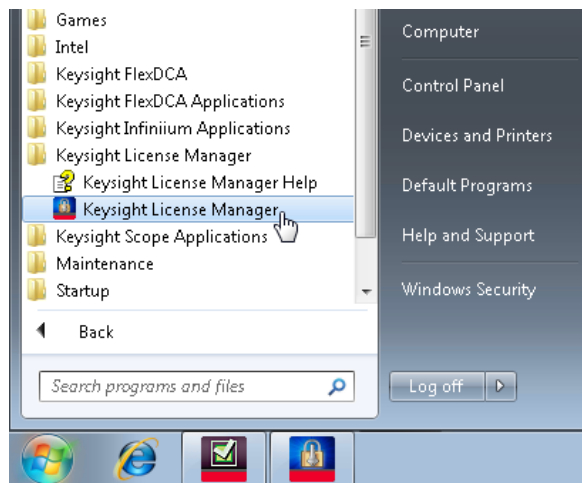 Games
Intel
Keysight FlexDCA
Keysight FlexDCA Applications
Keysight Infiniium Applications
Keysight License Manager
Keysight License Manager Help
Keysight License Manager
Keysight Scope Applications
Maintenance
Startup
Back
Search programs and files
Computer
Control Panel
Devices and Printers
Default Programs
Help and Support
Windows Security
Log off